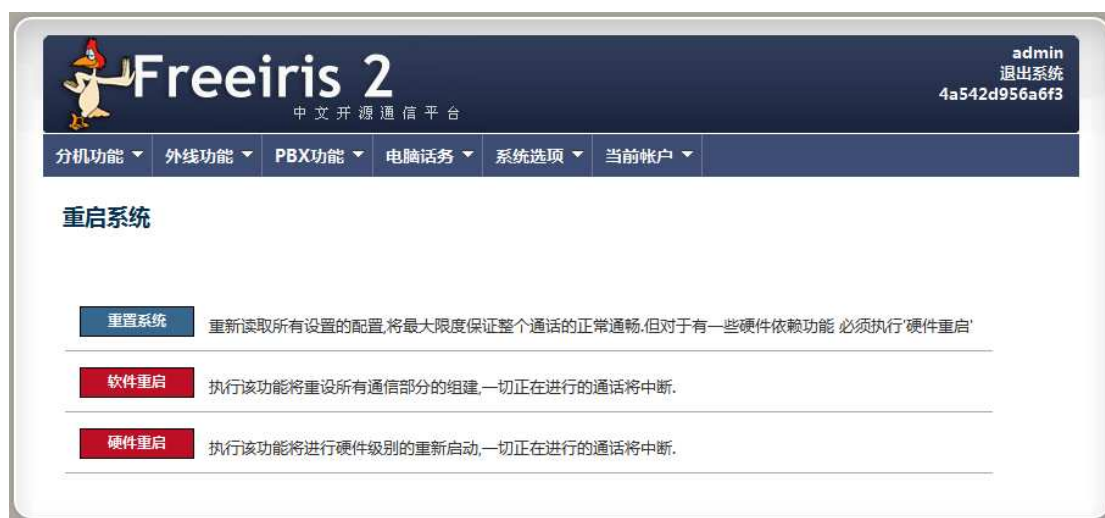 Freeiris 2
中文开源通信平台
admin
退出系统
4a542d956a6f3
分机功能 外线功能 PBX功能 电脑话务 系统选项 当前帐户
重启系统
重置系统 重新读取所有设置的配置,将最大限度保证整个通话的正常通畅.但对于有一些硬件依赖功能 必须执行'硬件重启'
软件重启 执行该功能将重设所有通信部分的组建,一切正在进行的通话将中断.
硬件重启 执行该功能将进行硬件级别的重新启动,一切正在进行的通话将中断.